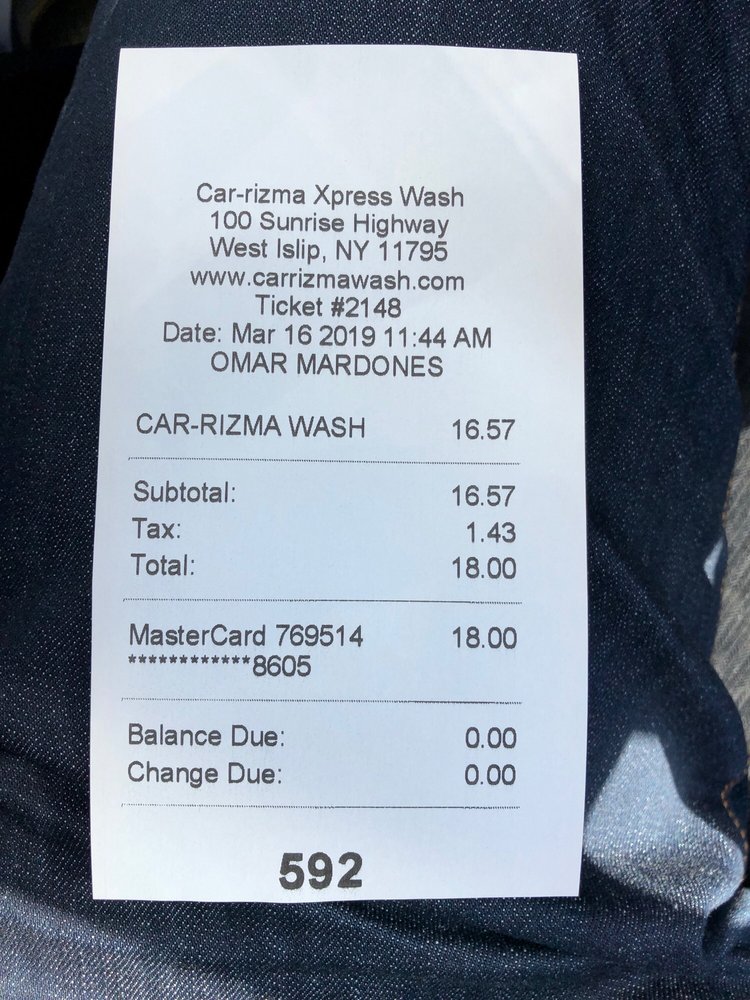 Car-rizma Xpress Wash
100 Sunrise Highway
West Islip, NY 11795
www.carrizmawash.com
Ticket #2148
Date: Mar 16 2019 11:44 AM
OMAR MARDONES
CAR-RIZMA WASH 16.57
Subtotal: 16.57
Tax: 1.43
Total: 18.00
MasterCard 769514 18.00
************8605
Balance Due: 0.00
Change Due: 0.00
592